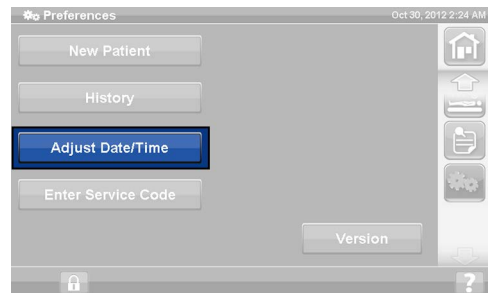 Preferences
Oct 30, 2012 2:24 AM
New Patient
History
Adjust Date/Time
Enter Service Code
Version
?